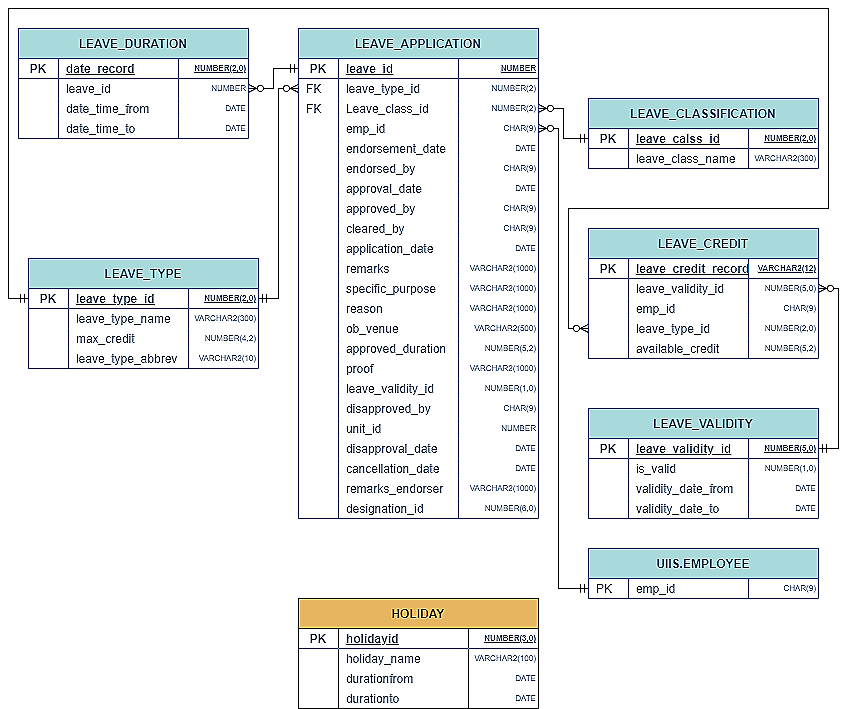 LEAVE_DURATION
PK date_record NUMBER(2,0)
leave_id NUMBER
date_time_from DATE
date_time_to DATE
LEAVE_APPLICATION
PK leave_id NUMBER
FK leave_type_id NUMBER(2)
FK Leave_class_id NUMBER(2)
emp_id CHAR(9)
endorsement_date DATE
endorsed_by CHAR(9)
approval_date DATE
approved_by CHAR(9)
cleared_by CHAR(9)
application_date DATE
remarks VARCHAR2(1000)
specific_purpose VARCHAR2(1000)
reason VARCHAR2(1000)
ob_venue VARCHAR2(500)
approved_duration NUMBER(5,2)
proof VARCHAR2(1000)
leave_validity_id NUMBER(1,0)
disapproved_by CHAR(9)
unit_id NUMBER
disapproval_date DATE
cancellation_date DATE
remarks_endorser VARCHAR2(1000)
designation_id NUMBER(6,0)
LEAVE_CLASSIFICATION
PK leave_calss_id NUMBER(2,0)
leave_class_name VARCHAR2(300)
LEAVE_TYPE
PK leave_type_id NUMBER(2,0)
leave_type_name VARCHAR2(300)
max_credit NUMBER(4,2)
leave_type_abbrev VARCHAR2(10)
LEAVE_CREDIT
PK leave_credit_record VARCHAR2(12)
leave_validity_id NUMBER(5,0)
emp_id CHAR(9)
leave_type_id NUMBER(2,0)
available_credit NUMBER(5,2)
LEAVE_VALIDITY
PK leave_validity_id NUMBER(5,0)
is_valid NUMBER(1,0)
validity_date_from DATE
validity_date_to DATE
UIIS.EMPLOYEE
PK emp_id CHAR(9)
HOLIDAY
PK holidayid NUMBER(3,0)
holiday_name VARCHAR2(100)
durationfrom DATE
durationto DATE